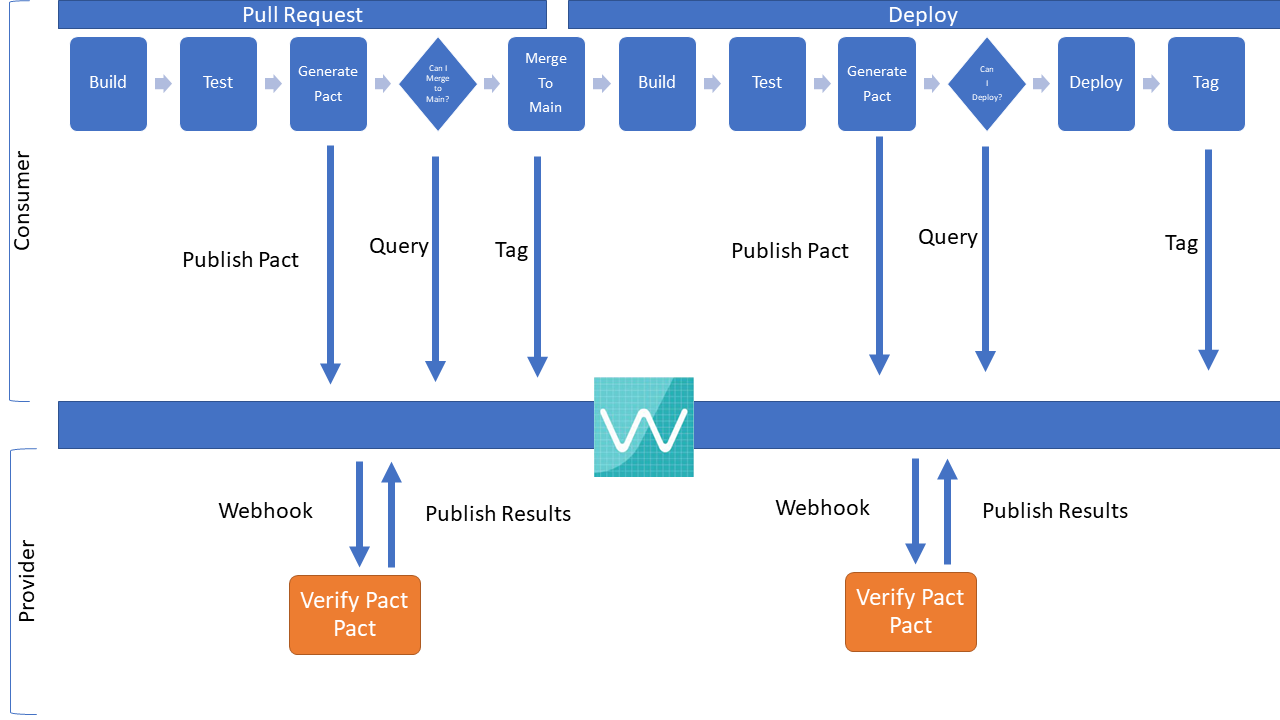 Pull Request
Deploy
Build
Test
Generate
Pact
Can I
Merge
to
Main?
Merge
To
Main
Build
Test
Generate
Pact
Can
I
Deploy?
Deploy
Tag
Consumer
Publish Pact
Query
Tag
Publish Pact
Query
Tag
Provider
Webhook
Publish Results
Webhook
Publish Results
Verify Pact
Pact
Verify Pact
Pact